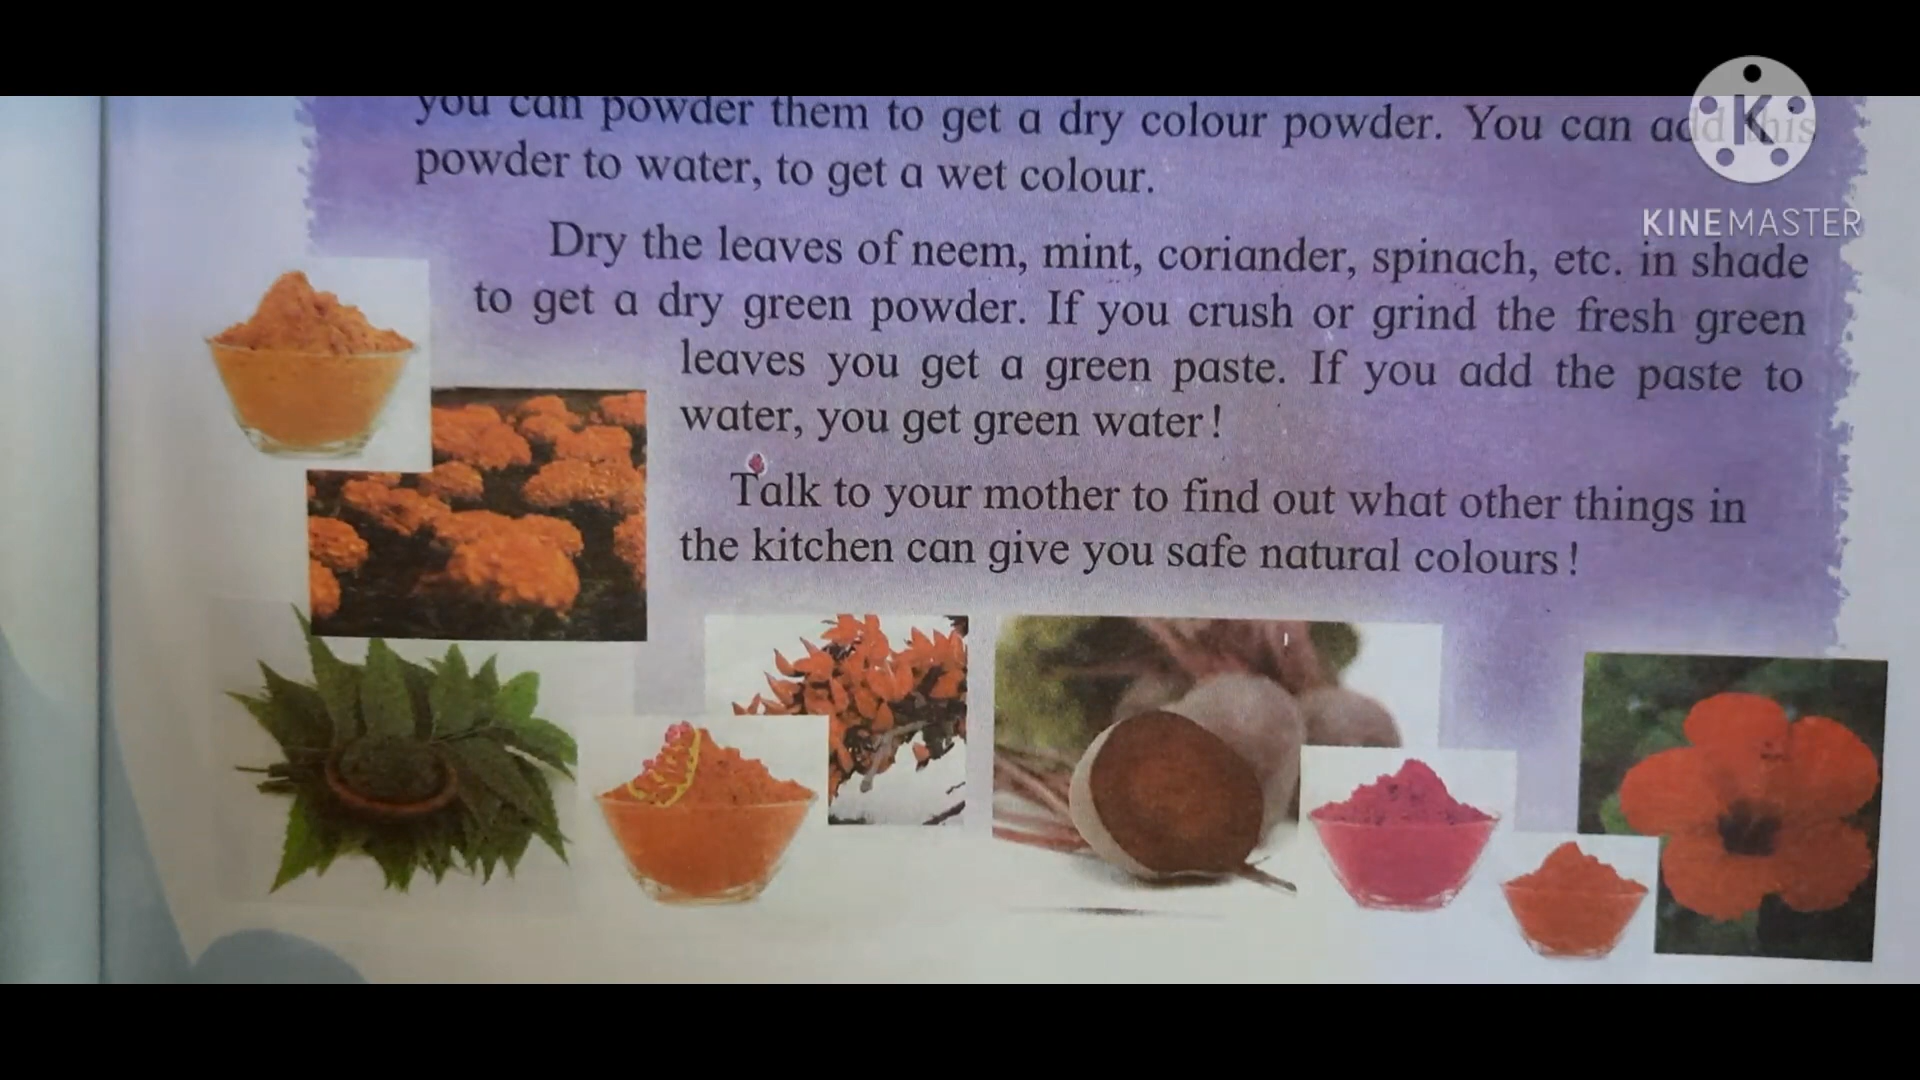 you can powder them to get a dry colour powder. You can add this
powder to water, to get a wet colour.
Dry the leaves of neem, mint, coriander, spinach, etc. in shade
to get a dry green powder. If you crush or grind the fresh green
leaves you get a green paste. If you add the paste to
water, you get green water!
Talk to your mother to find out what other things in
the kitchen can give you safe natural colours!
K
KINEMASTER